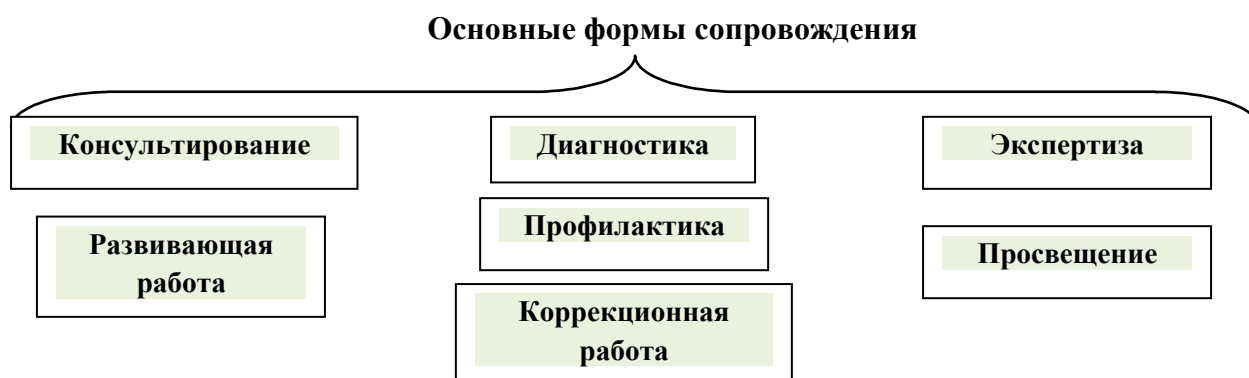 Основные формы сопровождения
Консультирование
Диагностика
Экспертиза
Развивающая
работа
Профилактика
Просвещение
Коррекционная
работа